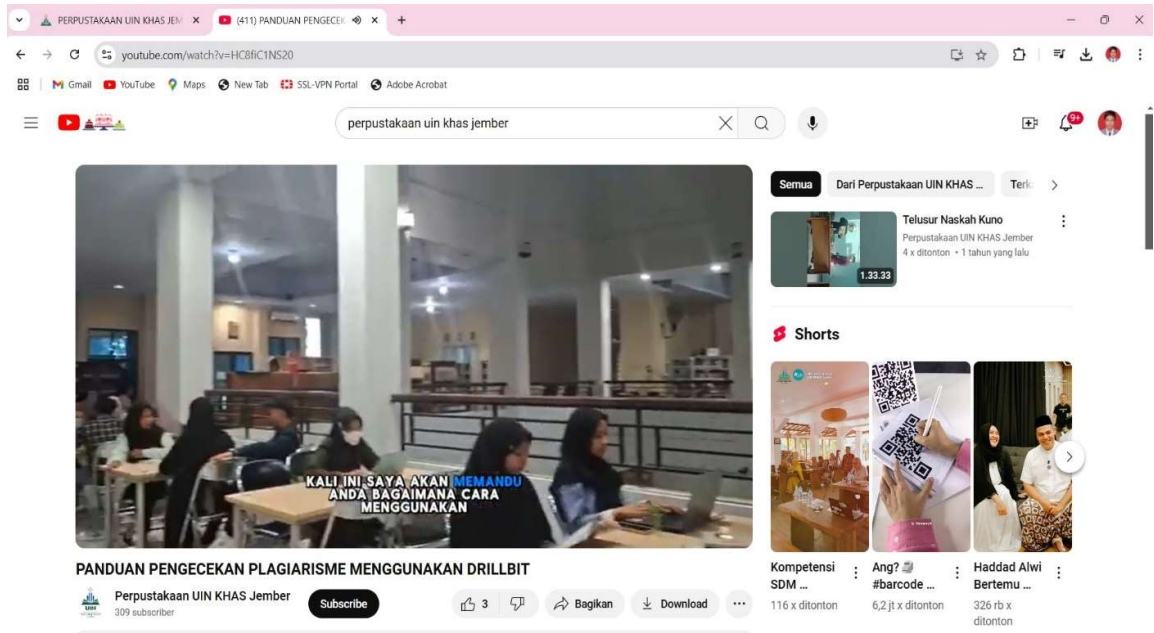 PERPUSTAKAAN UIN KHAS JEM
(411) PANDUAN PENGECEK
youtube.com/watch?v=HC8fiC1NS20
Gmail
YouTube
Maps
New Tab
SSL-VPN Portal
Adobe Acrobat
perpustakaan uin khas jember
9+
KALI INI SAYA AKAN MEMANDU
ANDA BAGAIMANA CARA
MENGGUNAKAN
PANDUAN PENGECEKAN PLAGIARISME MENGGUNAKAN DRILLBIT
Perpustakaan UIN KHAS Jember
309 subscriber
Subscribe
3
Bagikan
Download
Semua
Dari Perpustakaan UIN KHAS ...
Terk
Telusur Naskah Kuno
Perpustakaan UIN KHAS Jember
4 x ditonton • 1 tahun yang lalu
1.33.33
Shorts
Kompetensi
SDM ...
116 x ditonton
Ang?
#barcode ...
6,2 jt x ditonton
Haddad Alwi
Bertemu ...
326 rb x
ditonton